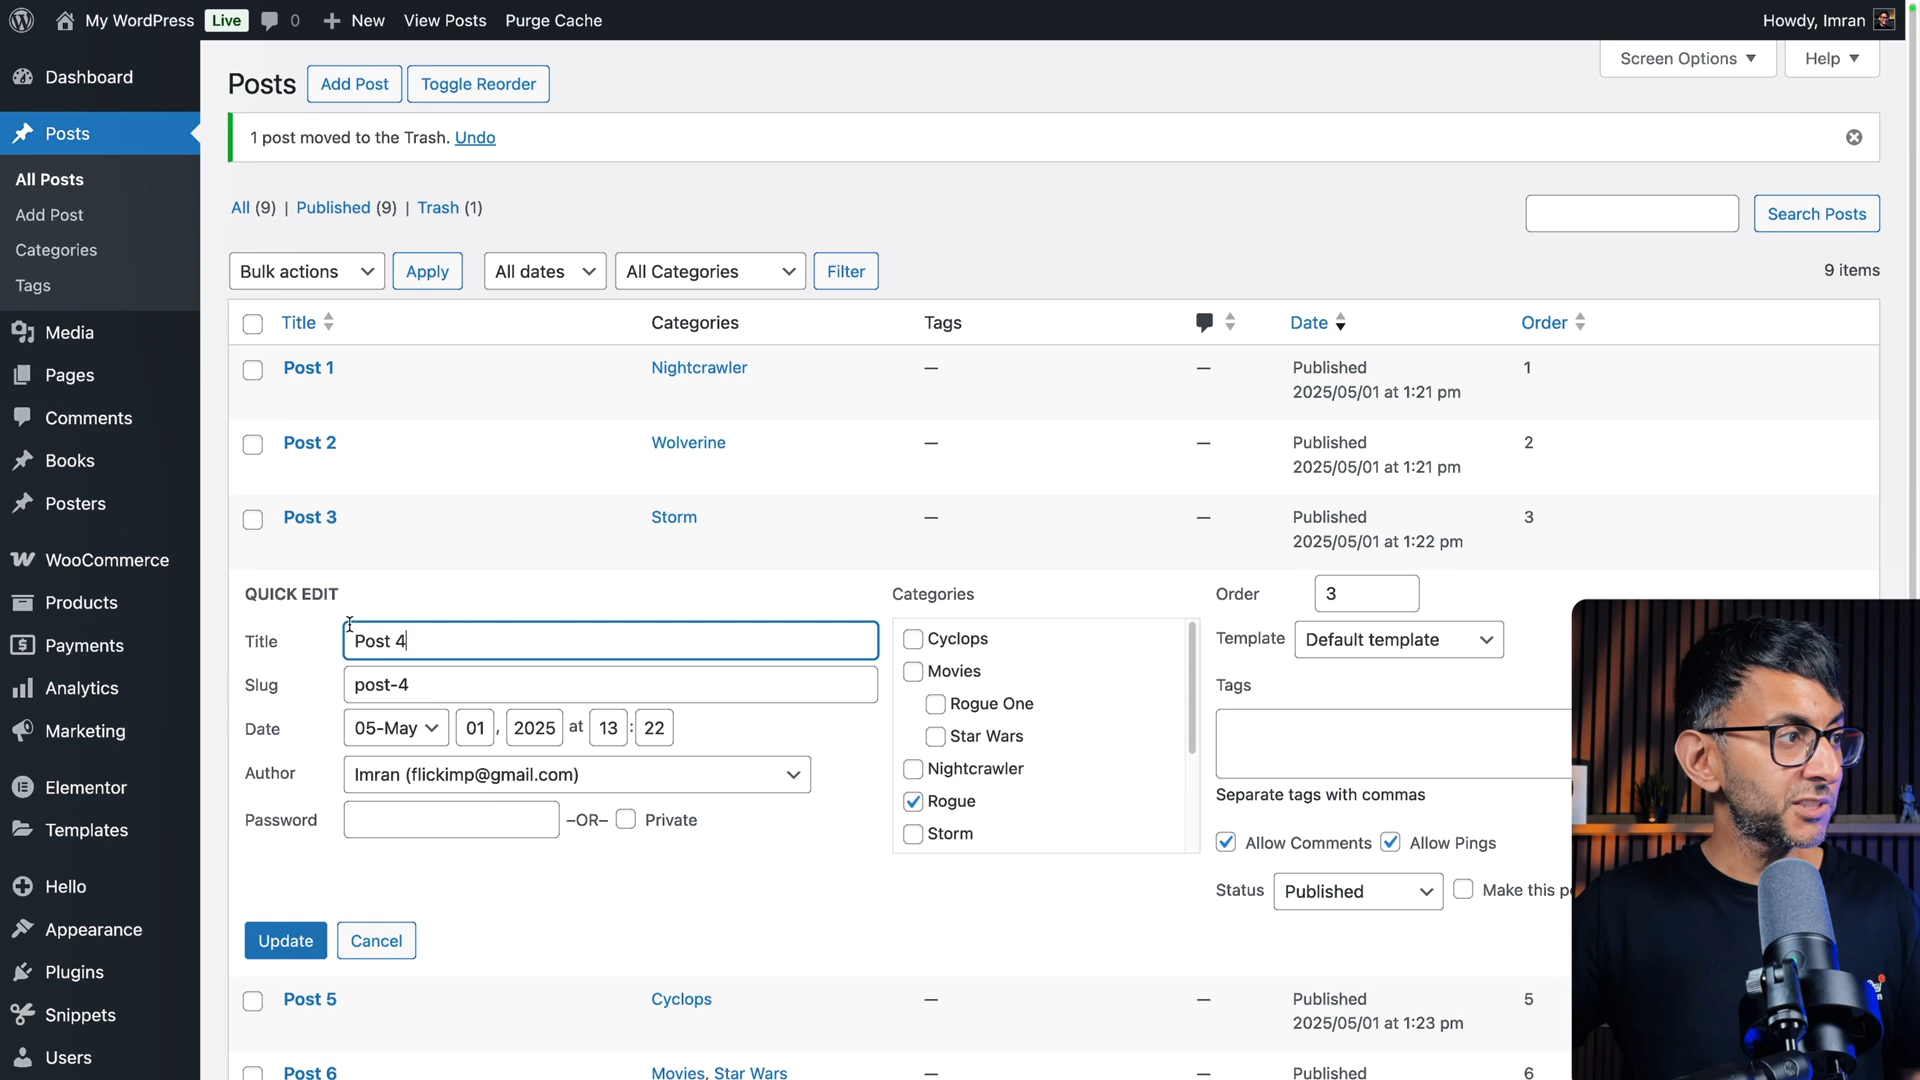 My WordPress Live 0 New View Posts Purge Cache Howdy, Imran
Screen Options Help
Dashboard
Posts
All Posts
Add Post
Categories
Tags
Media
Pages
Comments
Books
Posters
WooCommerce
Products
Payments
Analytics
Marketing
Elementor
Templates
Hello
Appearance
Plugins
Snippets
Users
Posts Add Post Toggle Reorder
1 post moved to the Trash. Undo
All (9) | Published (9) | Trash (1)
Search Posts
Bulk actions Apply All dates All Categories Filter 9 items
Title Categories Tags Date Order
Post 1 Nightcrawler — — Published 1
2025/05/01 at 1:21 pm
Post 2 Wolverine — — Published 2
2025/05/01 at 1:21 pm
Post 3 Storm — — Published 3
2025/05/01 at 1:22 pm
QUICK EDIT
Title Post 4
Slug post-4
Date 05-May 01, 2025 at 13:22
Author Imran (flickimp@gmail.com)
Password –OR– Private
Categories
Cyclops
Movies
Rogue One
Star Wars
Nightcrawler
Rogue
Storm
Order 3
Template Default template
Tags
Separate tags with commas
Allow Comments Allow Pings
Status Published Make this
Update Cancel
Post 5 Cyclops — — Published 5
2025/05/01 at 1:23 pm
Post 6 Movies, Star Wars — — Published 6